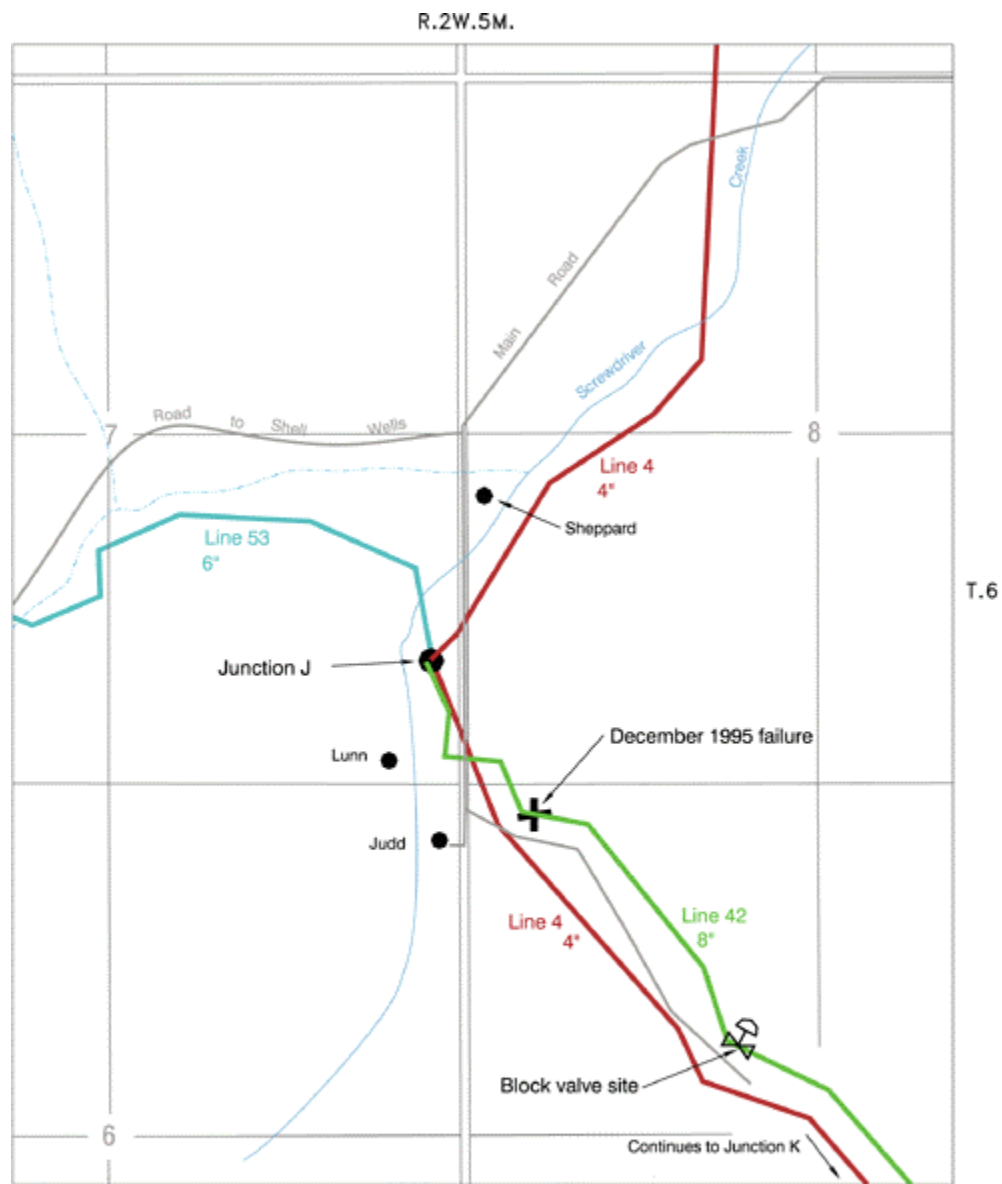 R.2W.5M.
Creek
Road
Main
Screwdriver
Road to Shell Wells
7
8
Line 4
4"
Sheppard
Line 53
6"
T.6
Junction J
December 1995 failure
Lunn
Judd
Line 4
4"
Line 42
8"
Block valve site
6
Continues to Junction K